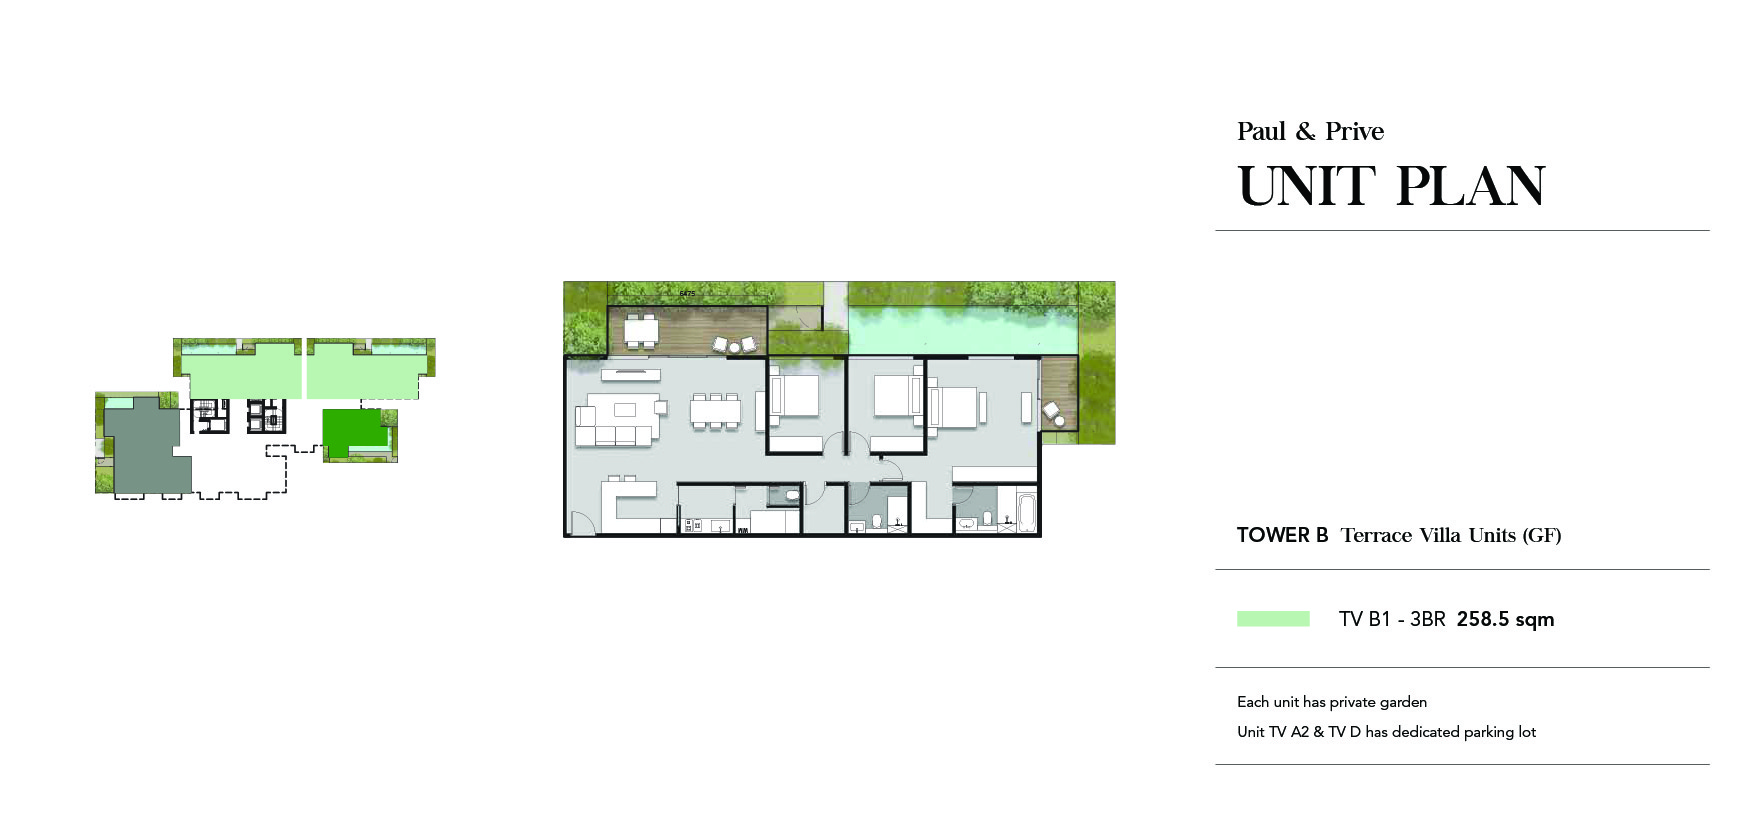 Paul & Prive
UNIT PLAN
6475
TOWER B Terrace Villa Units (GF)
TV B1 - 3BR 258.5 sqm
Each unit has private garden
Unit TV A2 & TV D has dedicated parking lot